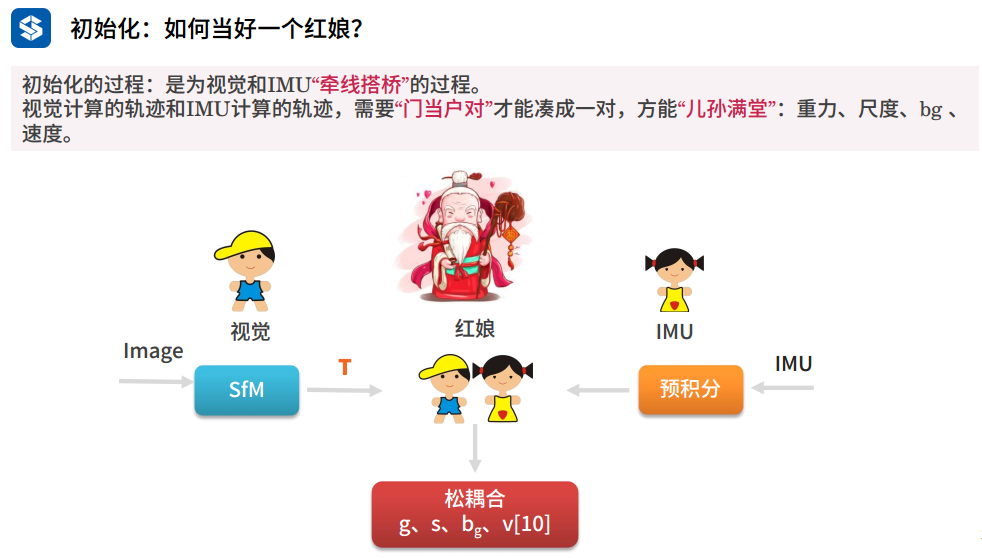 初始化：如何当好一个红娘？
初始化的过程：是为视觉和IMU“牵线搭桥”的过程。
视觉计算的轨迹和IMU计算的轨迹，需要“门当户对”才能凑成一对，方能“儿孙满堂”：重力、尺度、bg 、
速度。
视觉
红娘
IMU
Image
SfM
T
预积分
IMU
松耦合
g、s、bg、v[10]